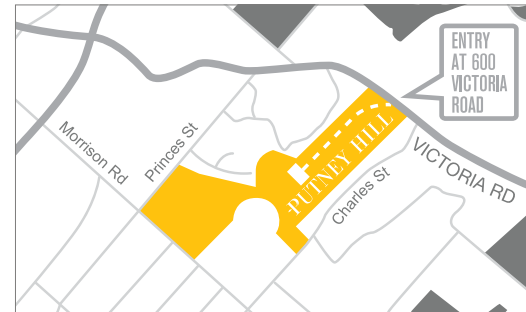 ENTRY
AT 600
VICTORIA
ROAD
Morrison Rd
Princes St
PUTNEY HILL
Charles St
VICTORIA RD